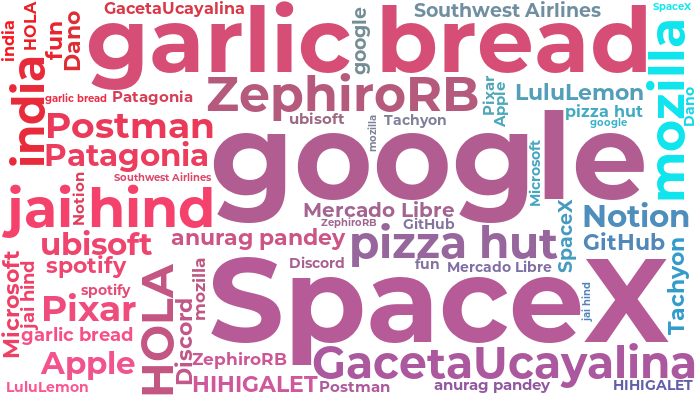 GacetaUcayalina
Southwest Airlines
SpaceX
india
HOLA
fun
Dano
garlic bread
google
mozilla
india
garlic bread
Patagonia
ZephiroRB
Pixar
Apple
LuluLemon
pizza hut
google
Dano
Postman
ubisoft
mozilla
Tachyon
google
Patagonia
Microsoft
Southwest Airlines
jai hind
Notion
Mercado Libre
ZephiroRB
GitHub
SpaceX
Notion
ubisoft
anurag pandey
pizza hut
GitHub
Tachyon
Microsoft
jai hind
spotify
mozilla
Discord
fun
Mercado Libre
spotify
HOLA
Discord
SpaceX
jai hind
Pixar
garlic bread
Apple
ZephiroRB
GacetaUcayalina
LuluLemon
HIHIGALET
Postman
anurag pandey
HIHIGALET